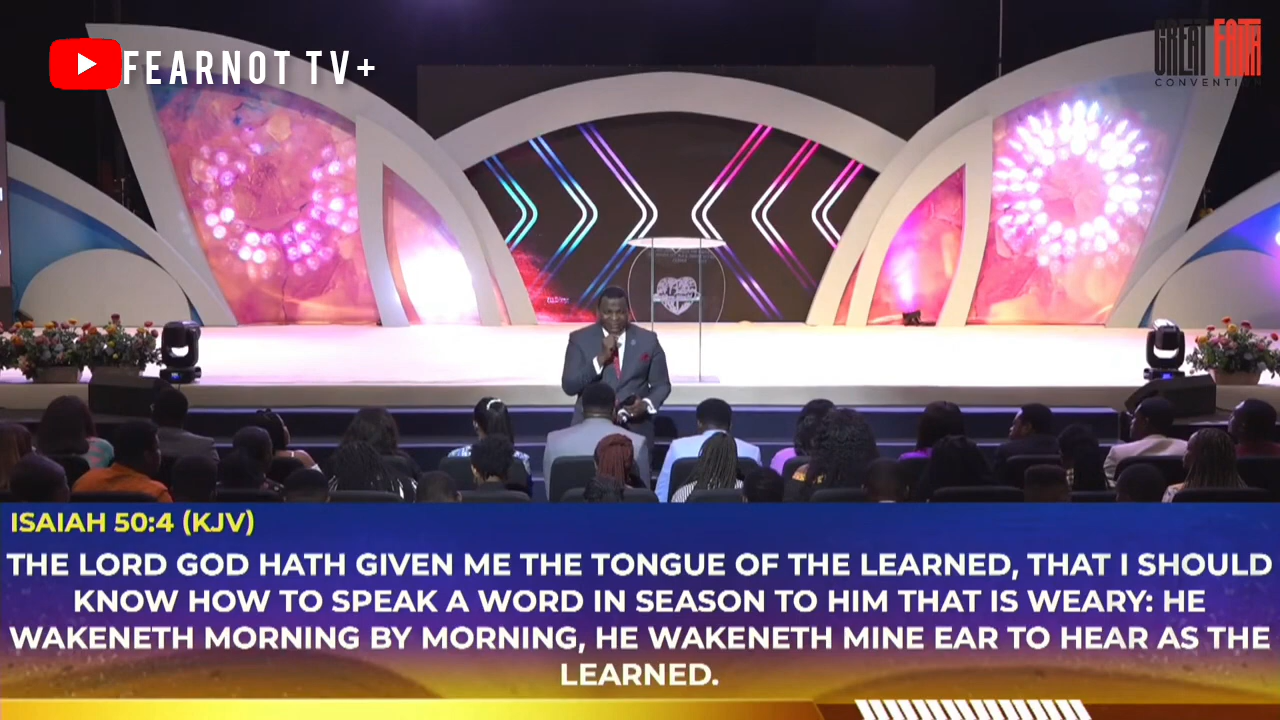 FEARNOT TV+
GREAT FAITH
CONVENTION
ISAIAH 50:4 (KJV)
THE LORD GOD HATH GIVEN ME THE TONGUE OF THE LEARNED, THAT I SHOULD
KNOW HOW TO SPEAK A WORD IN SEASON TO HIM THAT IS WEARY: HE
WAKENETH MORNING BY MORNING, HE WAKENETH MINE EAR TO HEAR AS THE
LEARNED.